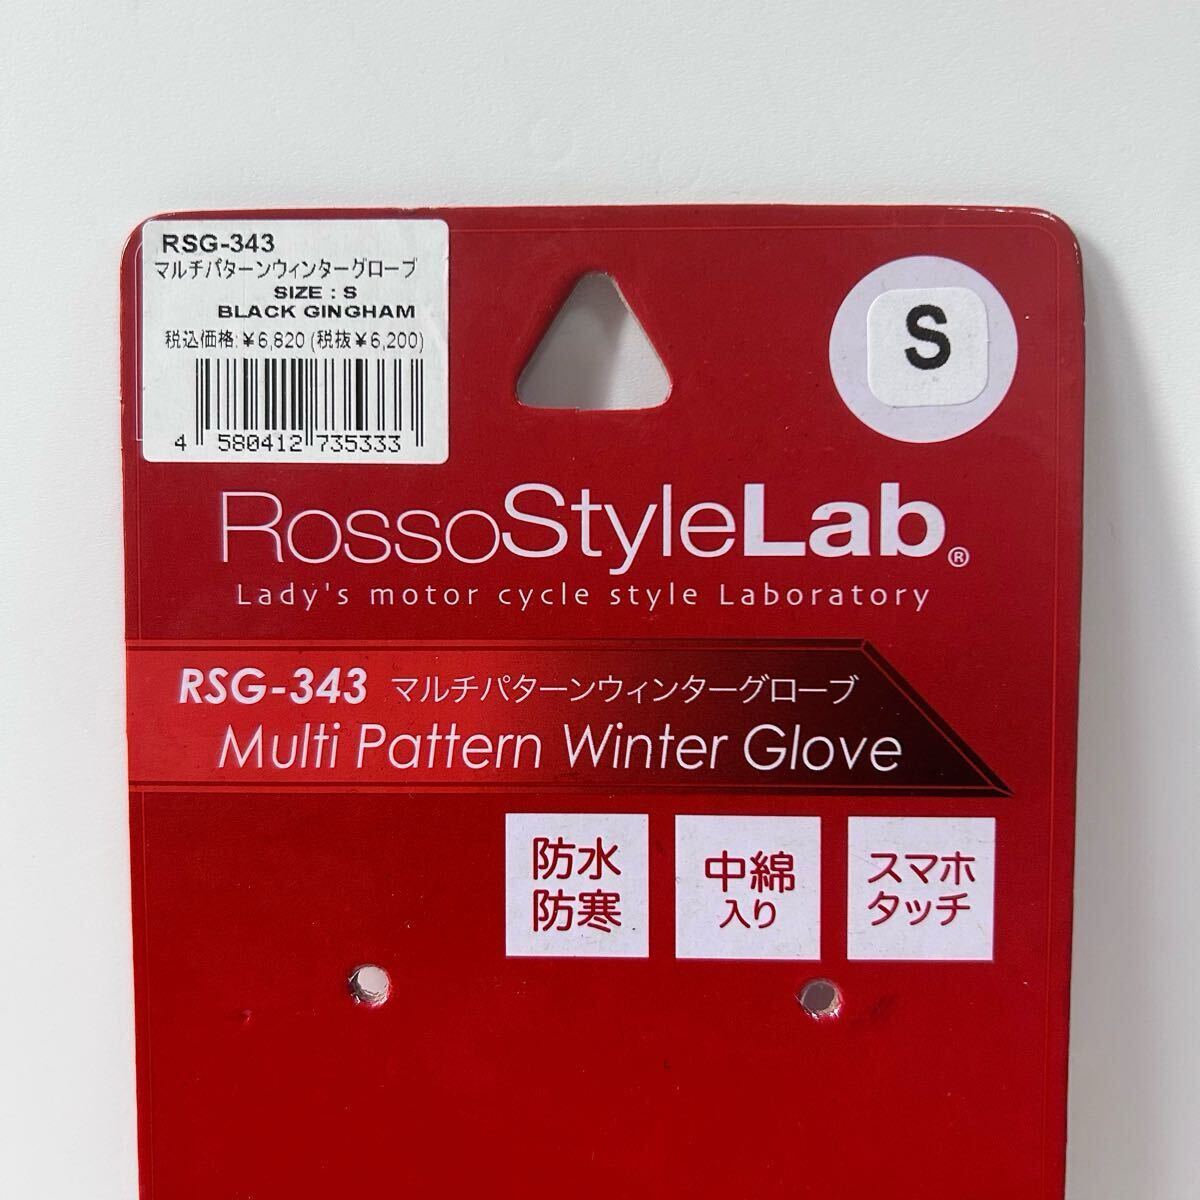 RSG-343
マルチパターンウィンターグローブ
SIZE : S
BLACK GINGHAM
税込価格:¥6,820 (税抜¥6,200)
4 580412 735333
S
RossoStyleLab®
Lady's motor cycle style Laboratory
RSG-343 マルチパターンウィンターグローブ
Multi Pattern Winter Glove
防水
防寒
中綿
入り
スマホ
タッチ